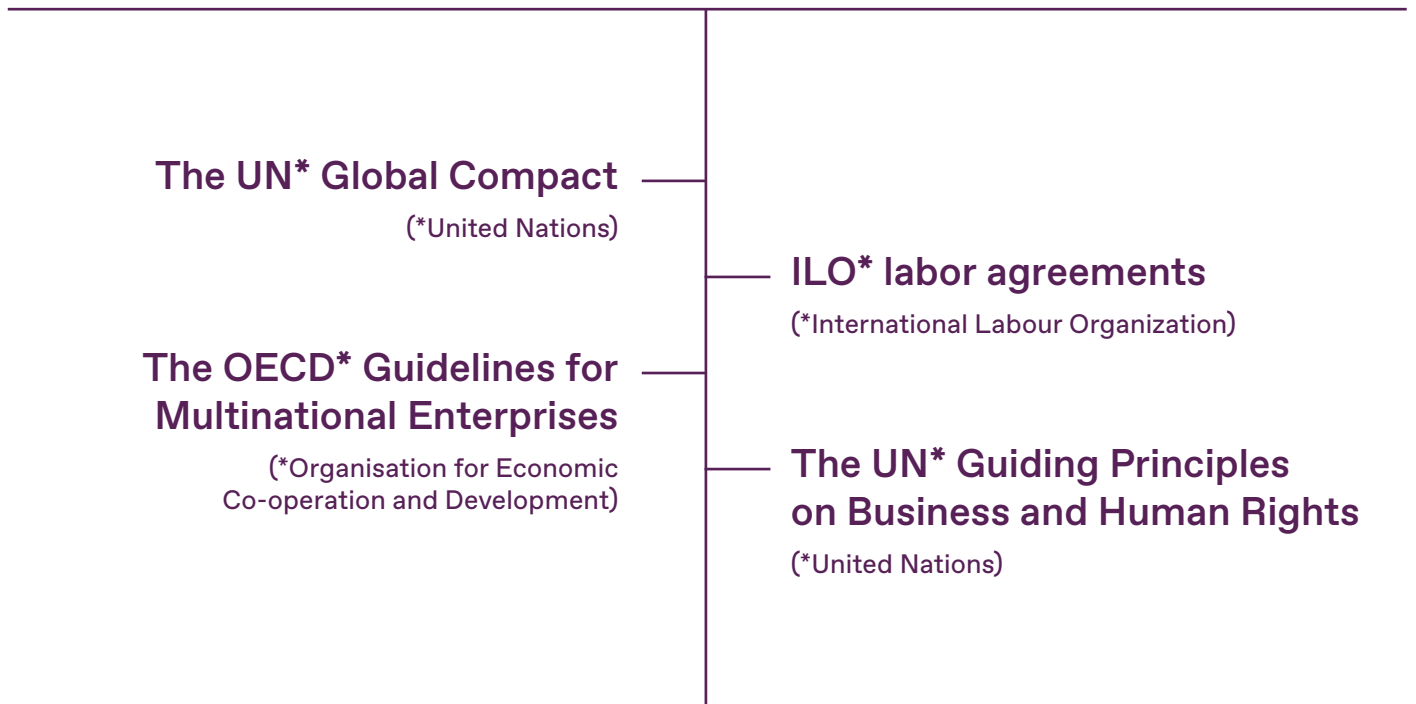 The UN* Global Compact
(*United Nations)
ILO* labor agreements
(*International Labour Organization)
The OECD* Guidelines for
Multinational Enterprises
(*Organisation for Economic
Co-operation and Development)
The UN* Guiding Principles
on Business and Human Rights
(*United Nations)